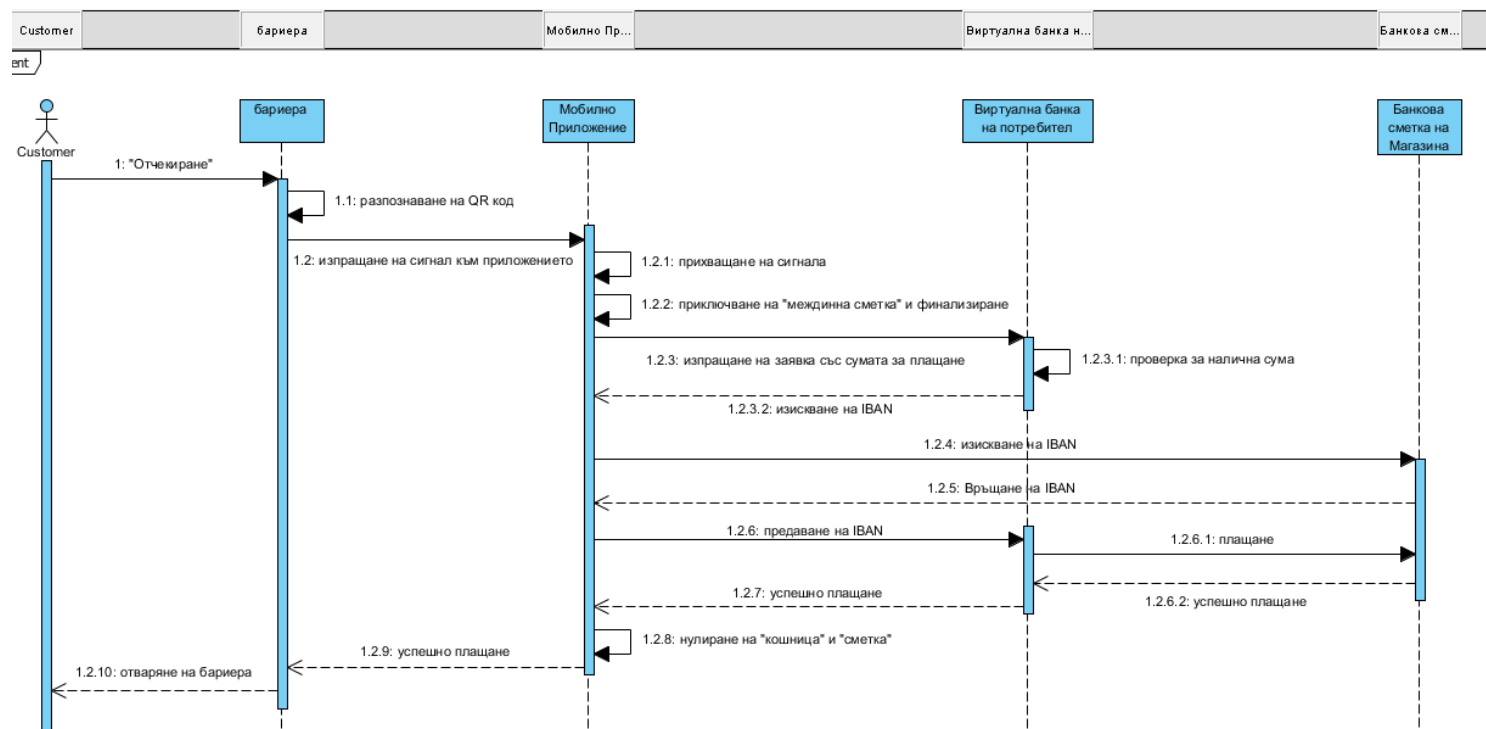 Customer
бариера
Мобилно Пр...
Виртуална банка н...
Банкова см...
ent
бариера
Мобилно
Приложение
Виртуална банка
на потребител
Банкова
сметка на
Магазина
Customer
1: "Отчекиране"
1.1: разпознаване на QR код
1.2: изпращане на сигнал към приложението
1.2.1: прихващане на сигнала
1.2.2: приключване на "междинна сметка" и финализиране
1.2.3: изпращане на заявка със сумата за плащане
1.2.3.1: проверка за налична сума
1.2.3.2: изискване на IBAN
1.2.4: изискване на IBAN
1.2.5: Връщане на IBAN
1.2.6: предаване на IBAN
1.2.6.1: плащане
1.2.7: успешно плащане
1.2.6.2: успешно плащане
1.2.8: нулиране на "кошница" и "сметка"
1.2.9: успешно плащане
1.2.10: отваряне на бариера